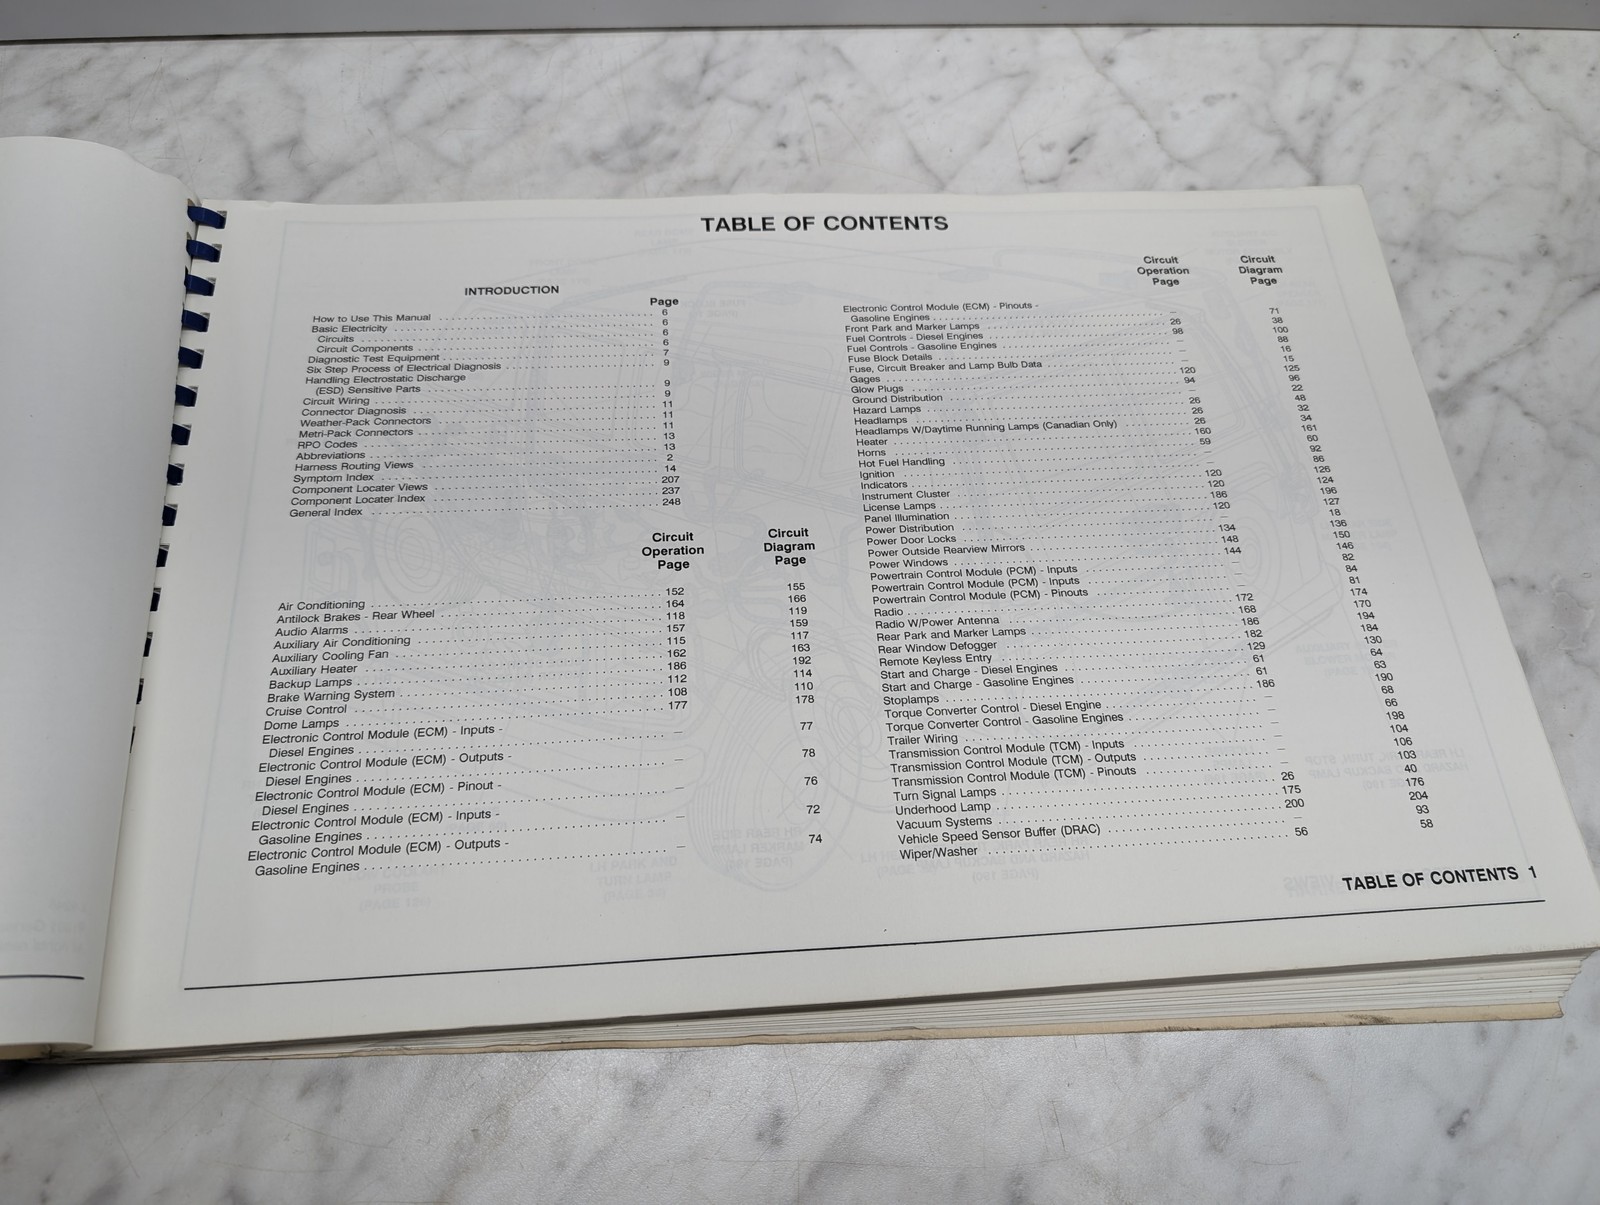 TABLE OF CONTENTS
INTRODUCTION
Page
How to Use This Manual 6
Basic Electricity 6
Circuits 6
Circuit Components 6
Diagnostic Test Equipment 7
Six Step Process of Electrical Diagnosis 9
Handling Electrostatic Discharge
(ESD) Sensitive Parts 9
Circuit Wiring 9
Connector Diagnosis 11
Weather-Pack Connectors 11
Metri-Pack Connectors 11
RPO Codes 13
Abbreviations 13
Harness Routing Views 2
Symptom Index 14
Component Locater Views 207
Component Locater Index 237
General Index 248
Circuit Operation Page
Circuit Diagram Page
Air Conditioning 152 155
Antilock Brakes - Rear Wheel 164 166
Audio Alarms 118 119
Auxiliary Air Conditioning 157 159
Auxiliary Cooling Fan 115 117
Auxiliary Heater 162 163
Backup Lamps 186 192
Brake Warning System 112 114
Cruise Control 108 110
Dome Lamps 177 178
Electronic Control Module (ECM) - Inputs -
Diesel Engines — 77
Electronic Control Module (ECM) - Outputs -
Diesel Engines — 78
Electronic Control Module (ECM) - Pinout -
Diesel Engines — 76
Electronic Control Module (ECM) - Inputs -
Gasoline Engines — 72
Electronic Control Module (ECM) - Outputs -
Gasoline Engines — 74
Circuit Operation Page
Circuit Diagram Page
Electronic Control Module (ECM) - Pinouts -
Gasoline Engines — 71
Front Park and Marker Lamps 26 38
Fuel Controls - Diesel Engines 98 100
Fuel Controls - Gasoline Engines — 88
Fuse Block Details — 16
Fuse, Circuit Breaker and Lamp Bulb Data — 15
Gages 120 125
Glow Plugs 94 96
Ground Distribution — 22
Hazard Lamps 26 48
Headlamps 26 32
Headlamps W/Daytime Running Lamps (Canadian Only) 26 34
Heater 160 161
Horns 59 60
Hot Fuel Handling — 92
Ignition — 86
Indicators 120 126
Instrument Cluster 120 124
License Lamps 186 196
Panel Illumination 120 127
Power Distribution — 18
Power Door Locks 134 136
Power Outside Rearview Mirrors 148 150
Power Windows 144 146
Powertrain Control Module (PCM) - Inputs — 82
Powertrain Control Module (PCM) - Inputs — 84
Powertrain Control Module (PCM) - Pinouts — 81
Radio 172 174
Radio W/Power Antenna 168 170
Rear Park and Marker Lamps 186 194
Rear Window Defogger 182 184
Remote Keyless Entry 129 130
Start and Charge - Diesel Engines 61 64
Start and Charge - Gasoline Engines 61 63
Stoplamps 186 190
Torque Converter Control - Diesel Engine — 68
Torque Converter Control - Gasoline Engines — 66
Trailer Wiring — 198
Transmission Control Module (TCM) - Inputs — 104
Transmission Control Module (TCM) - Outputs — 106
Transmission Control Module (TCM) - Pinouts — 103
Turn Signal Lamps 26 40
Underhood Lamp 175 176
Vacuum Systems 200 204
Vehicle Speed Sensor Buffer (DRAC) — 93
Wiper/Washer 56 58
TABLE OF CONTENTS 1